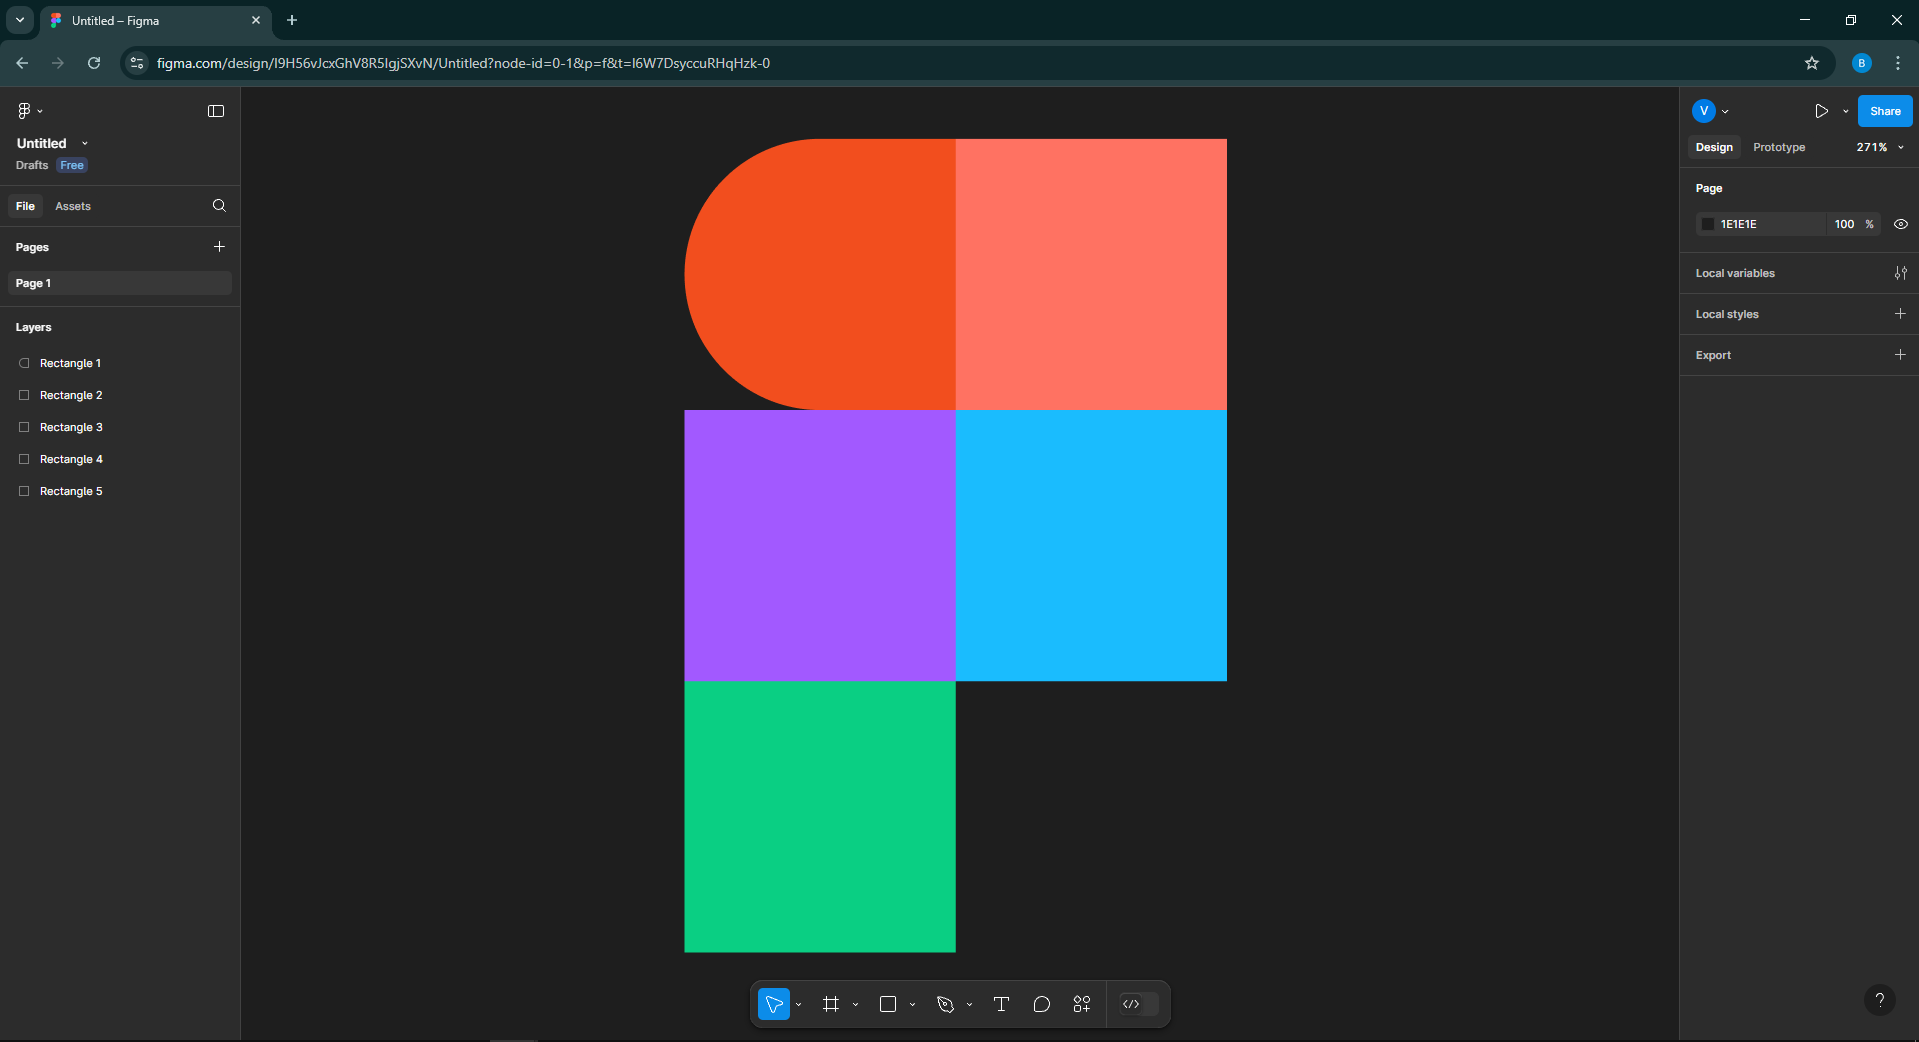 Untitled – Figma
figma.com/design/I9H56vJcxGhV8R5lgjSXvN/Untitled?node-id=0-1&p=f&t=I6W7DsyccuRHqHzk-0
B
Untitled
Drafts Free
File Assets
Pages
Page 1
Layers
Rectangle 1
Rectangle 2
Rectangle 3
Rectangle 4
Rectangle 5
V
Share
Design Prototype 271%
Page
1E1E1E 100 %
Local variables
Local styles
Export
?